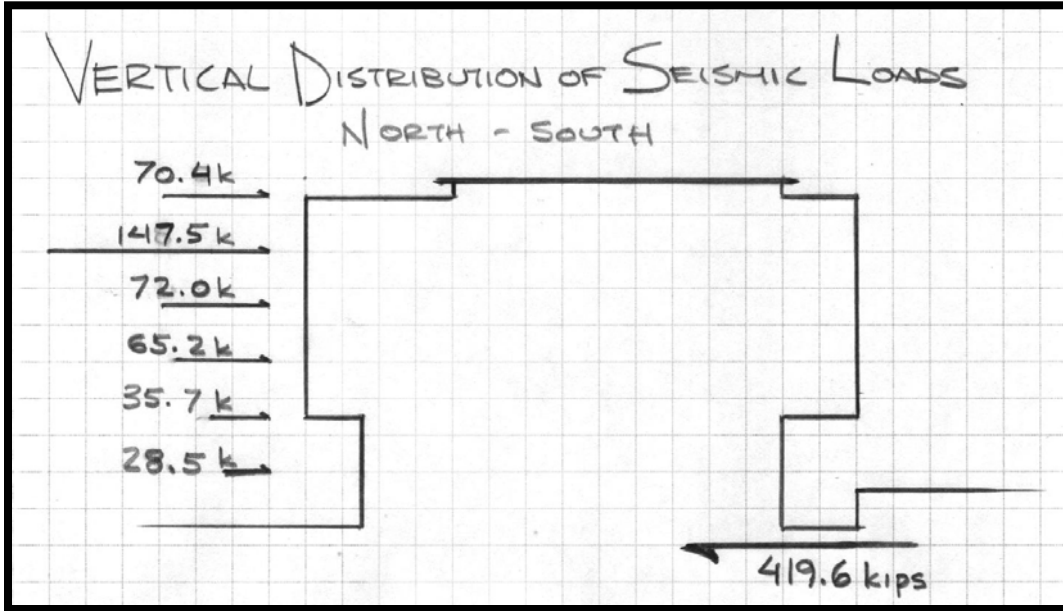 VERTICAL DISTRIBUTION OF SEISMIC LOADS
NORTH - SOUTH
70.4k
147.5k
72.0k
65.2k
35.7k
28.5k
419.6 kips